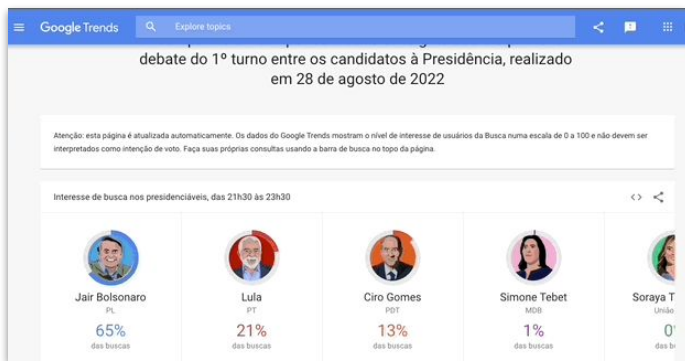 Google Trends
Explore topics
debate do 1º turno entre os candidatos à Presidência, realizado
em 28 de agosto de 2022
Atenção: esta página é atualizada automaticamente. Os dados do Google Trends mostram o nível de interesse de usuários da Busca numa escala de 0 a 100 e não devem ser
interpretados como intenção de voto. Faça suas próprias consultas usando a barra de busca no topo da página.
Interesse de busca nos presidenciáveis, das 21h30 às 23h30
Jair Bolsonaro
PL
65%
das buscas
Lula
PT
21%
das buscas
Ciro Gomes
PDT
13%
das buscas
Simone Tebet
MDB
1%
das buscas
Soraya T
União
0
das b